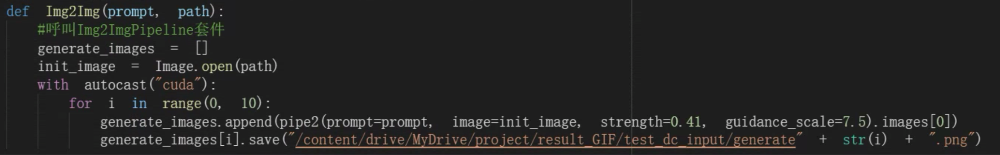 def Img2Img(prompt, path):
    #呼叫Img2ImgPipeline套件
    generate_images = []
    init_image = Image.open(path)
    with autocast("cuda"):
        for i in range(0, 10):
            generate_images.append(pipe2(prompt=prompt, image=init_image, strength=0.41, guidance_scale=7.5).images[0])
            generate_images[i].save("/content/drive/MyDrive/project/result_GIF/test_dc_input/generate" + str(i) + ".png")